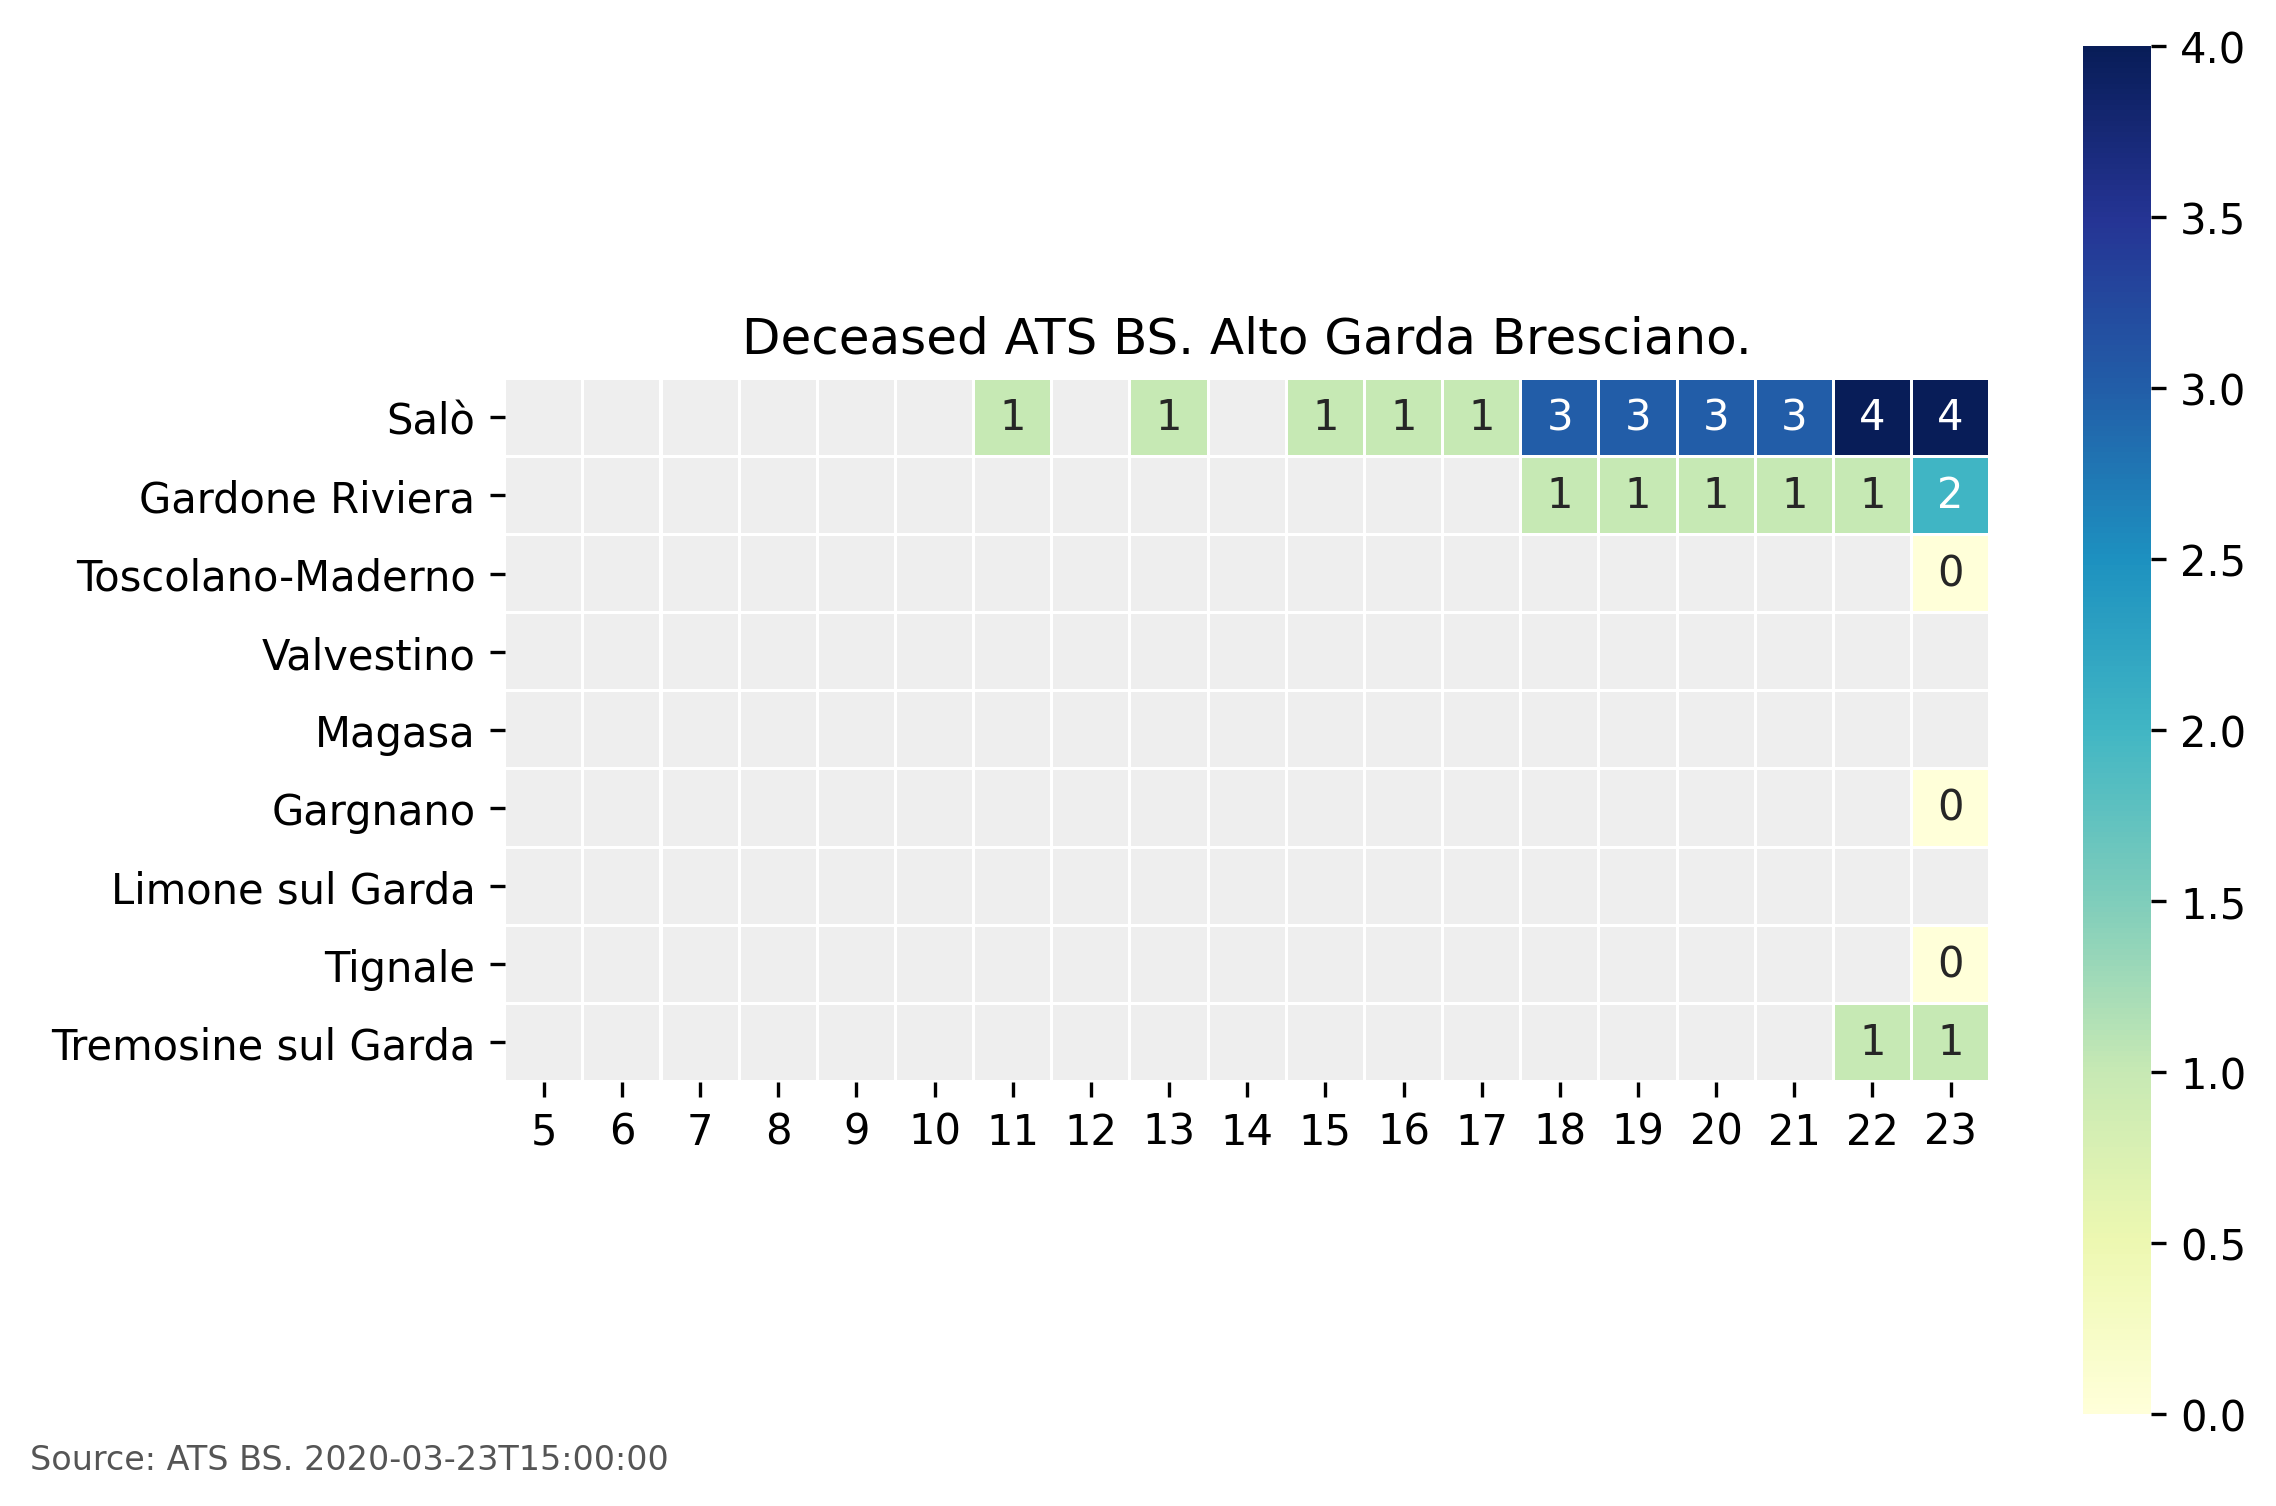 Deceased ATS BS. Alto Garda Bresciano.
Salò 1 1 1 1 1 3 3 3 3 4 4
Gardone Riviera 1 1 1 1 1 2
Toscolano-Maderno 0
Valvestino
Magasa
Gargnano 0
Limone sul Garda
Tignale 0
Tremosine sul Garda 1 1
5 6 7 8 9 10 11 12 13 14 15 16 17 18 19 20 21 22 23
4.0
3.5
3.0
2.5
2.0
1.5
1.0
0.5
0.0
Source: ATS BS. 2020-03-23T15:00:00